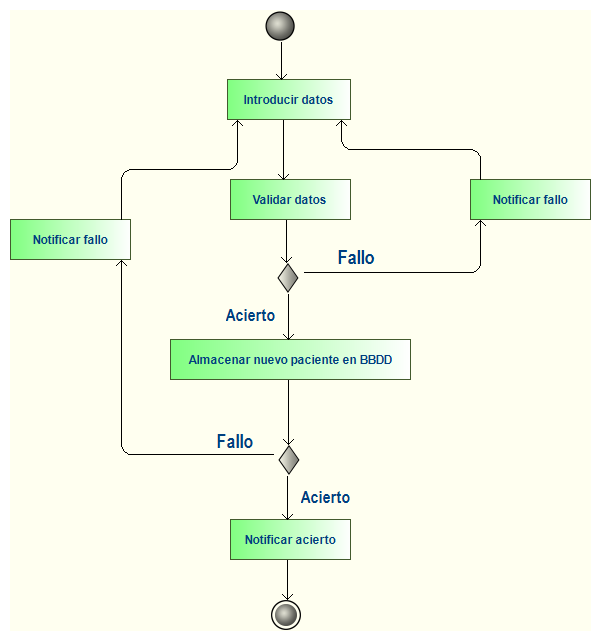 Introducir datos
Validar datos
Notificar fallo
Notificar fallo
Fallo
Acierto
Almacenar nuevo paciente en BBDD
Fallo
Acierto
Notificar acierto